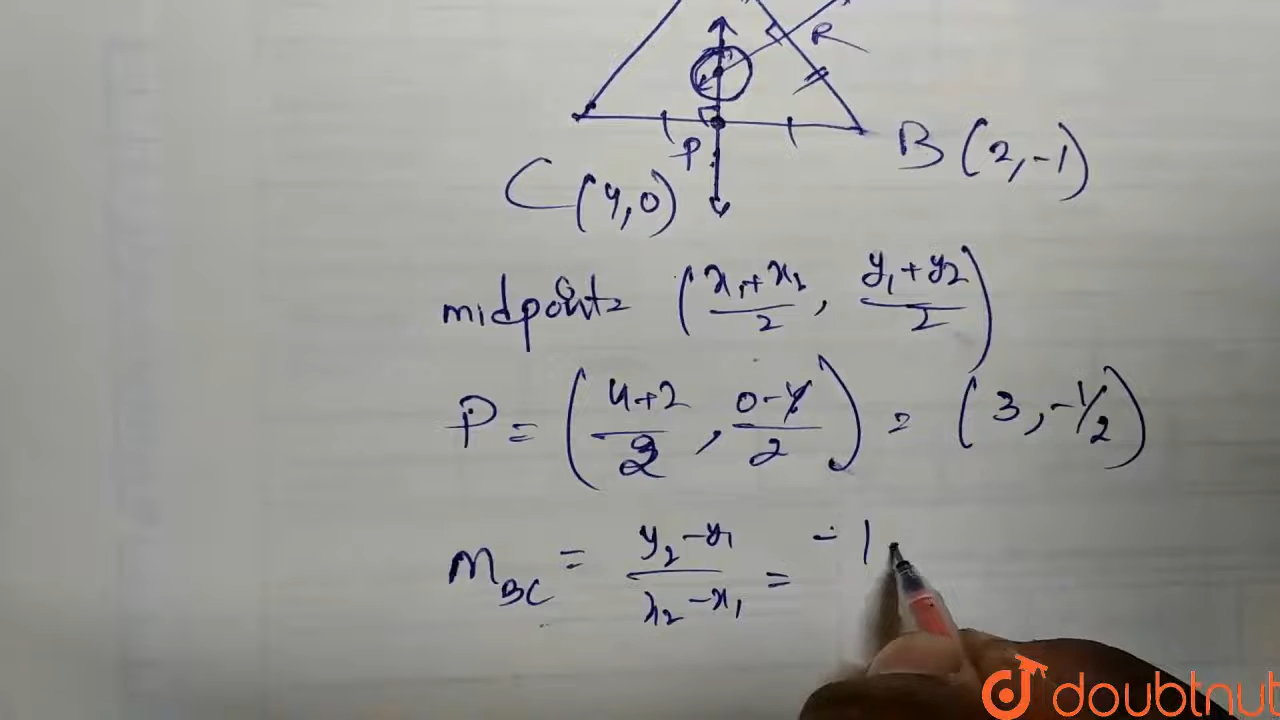 R
P
B (2,-1)
C (4,0)
midpoint = (x₁+x₂/2, y₁+y₂/2)
P = (4+2/2, 0-1/2) = (3, -1/2)
m_BC = y₂-y₁/x₂-x₁ = -1
doubtnut